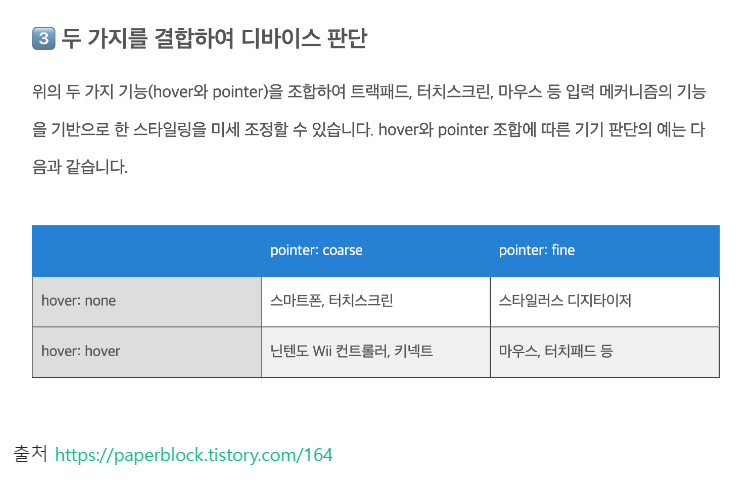 3 두 가지를 결합하여 디바이스 판단
위의 두 가지 기능(hover와 pointer)을 조합하여 트랙패드, 터치스크린, 마우스 등 입력 메커니즘의 기능
을 기반으로 한 스타일링을 미세 조정할 수 있습니다. hover와 pointer 조합에 따른 기기 판단의 예는 다
음과 같습니다.
pointer: coarse pointer: fine
hover: none 스마트폰, 터치스크린 스타일러스 디지타이저
hover: hover 닌텐도 Wii 컨트롤러, 키넥트 마우스, 터치패드 등
출처 https://paperblock.tistory.com/164